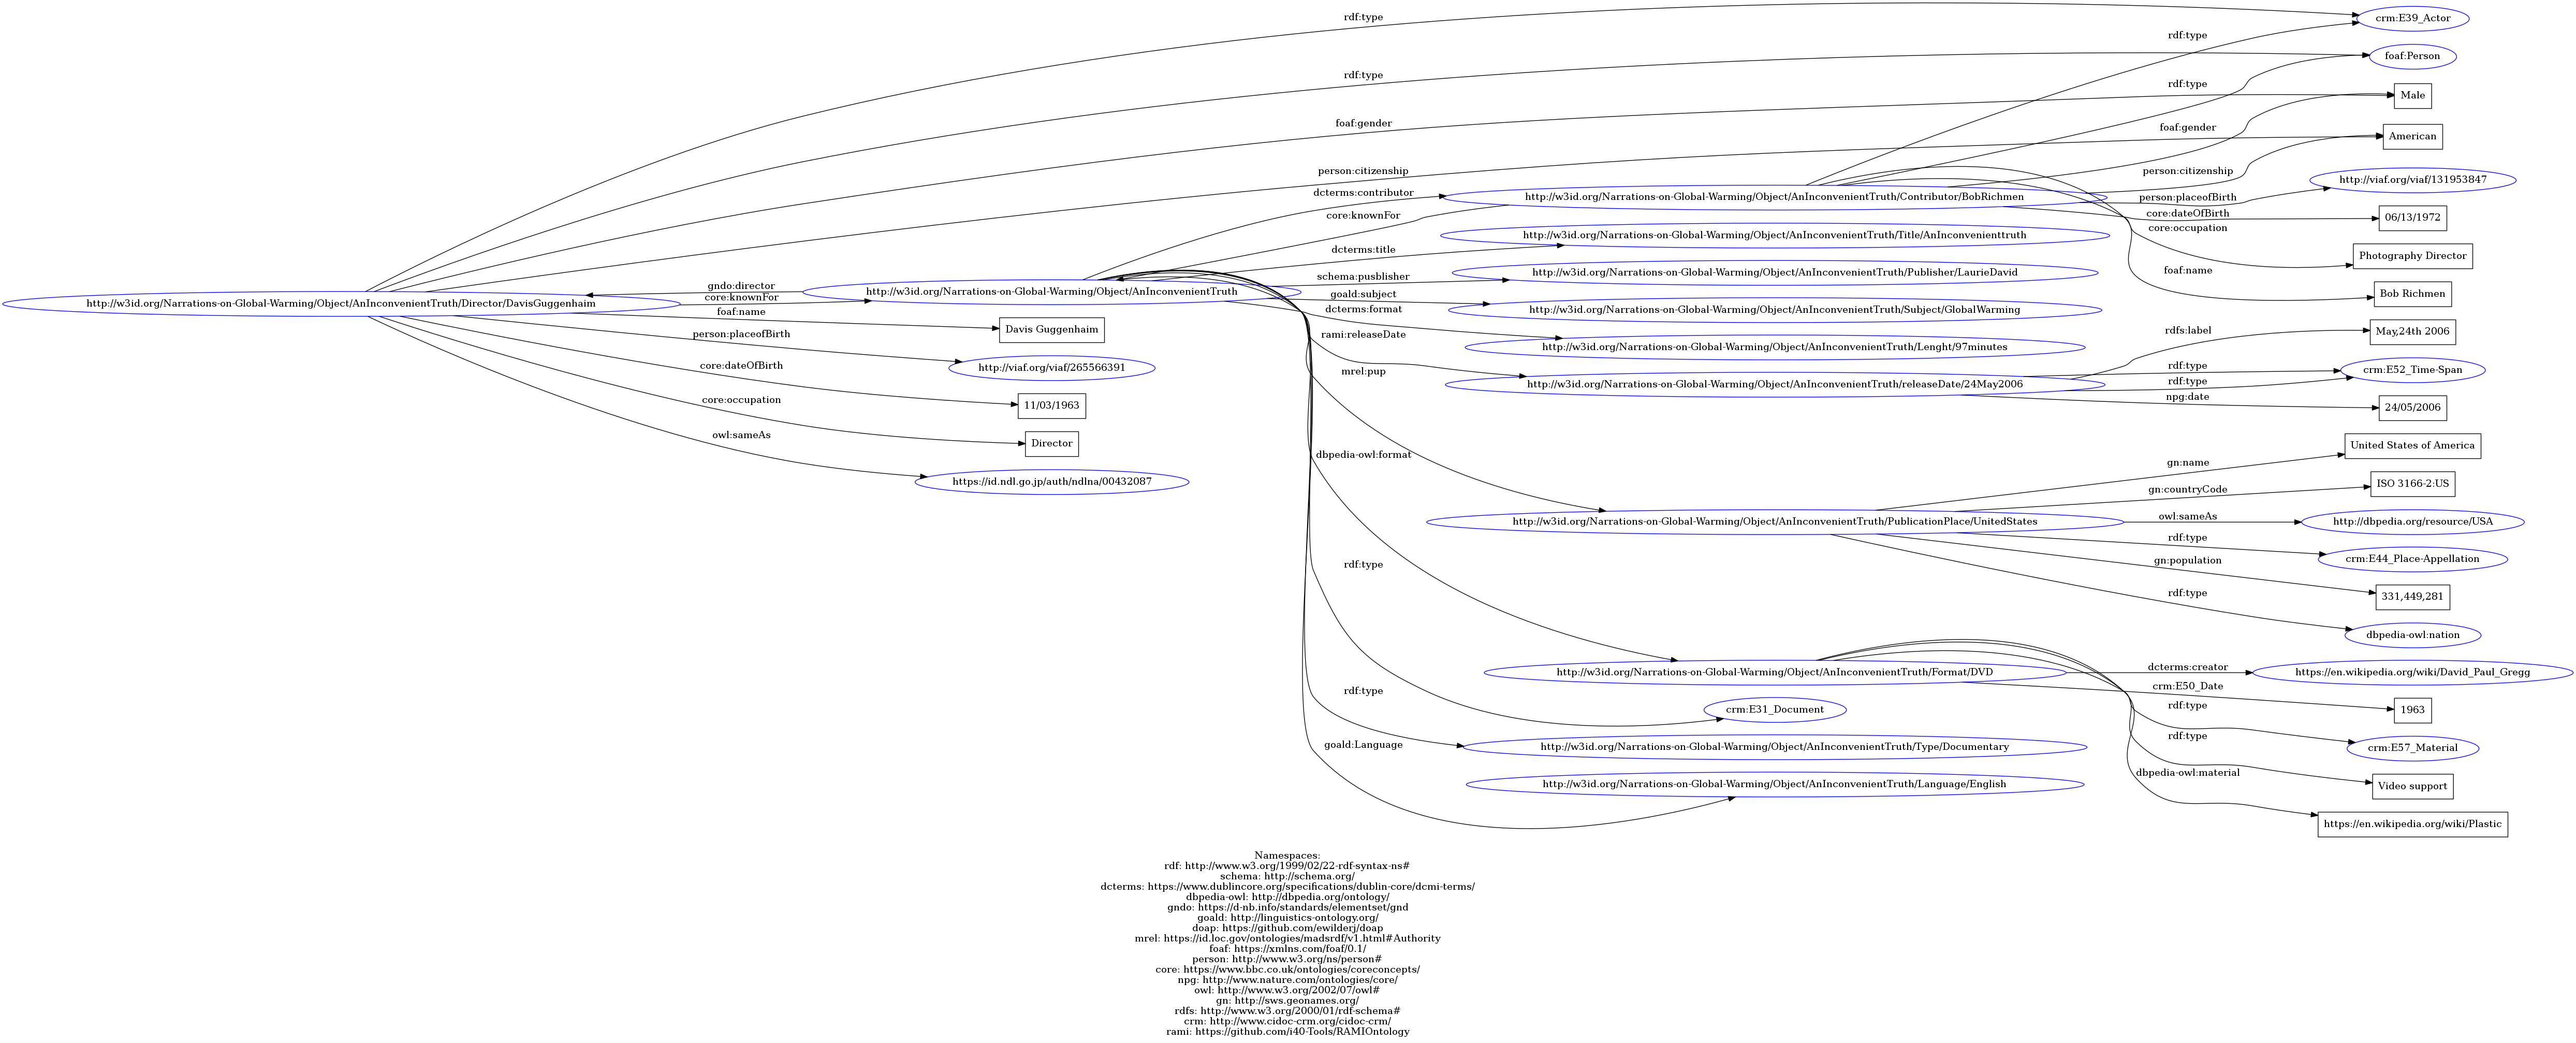 rdf:type
crm:E39_Actor
rdf:type
foaf:Person
rdf:type
rdf:type
Male
foaf:gender
foaf:gender
American
person:citizenship
person:citizenship
http://viaf.org/viaf/131953847
dcterms:contributor
http://w3id.org/Narrations-on-Global-Warming/Object/AnInconvenientTruth/Contributor/BobRichmen
person:placeofBirth
core:dateOfBirth
06/13/1972
core:knownFor
core:occupation
http://w3id.org/Narrations-on-Global-Warming/Object/AnInconvenientTruth/Title/AnInconvenienttruth
dcterms:title
Photography Director
schema:pusblisher
http://w3id.org/Narrations-on-Global-Warming/Object/AnInconvenientTruth/Publisher/LaurieDavid
foaf:name
gndo:director
http://w3id.org/Narrations-on-Global-Warming/Object/AnInconvenientTruth
goald:subject
Bob Richmen
core:knownFor
http://w3id.org/Narrations-on-Global-Warming/Object/AnInconvenientTruth/Director/DavisGuggenhaim
http://w3id.org/Narrations-on-Global-Warming/Object/AnInconvenientTruth/Subject/GlobalWarming
foaf:name
dcterms:format
Davis Guggenhaim
rdfs:label
May,24th 2006
person:placeofBirth
rami:releaseDate
http://w3id.org/Narrations-on-Global-Warming/Object/AnInconvenientTruth/Lenght/97minutes
core:dateOfBirth
http://viaf.org/viaf/265566391
mrel:pup
rdf:type
crm:E52_Time-Span
http://w3id.org/Narrations-on-Global-Warming/Object/AnInconvenientTruth/releaseDate/24May2006
rdf:type
core:occupation
11/03/1963
npg:date
24/05/2006
owl:sameAs
Director
United States of America
dbpedia-owl:format
gn:name
https://id.ndl.go.jp/auth/ndlna/00432087
gn:countryCode
ISO 3166-2:US
http://w3id.org/Narrations-on-Global-Warming/Object/AnInconvenientTruth/PublicationPlace/UnitedStates
owl:sameAs
http://dbpedia.org/resource/USA
rdf:type
crm:E44_Place-Appellation
rdf:type
gn:population
331,449,281
rdf:type
dbpedia-owl:nation
http://w3id.org/Narrations-on-Global-Warming/Object/AnInconvenientTruth/Format/DVD
dcterms:creator
https://en.wikipedia.org/wiki/David_Paul_Gregg
rdf:type
crm:E50_Date
1963
crm:E31_Document
rdf:type
goald:Language
http://w3id.org/Narrations-on-Global-Warming/Object/AnInconvenientTruth/Type/Documentary
rdf:type
crm:E57_Material
dbpedia-owl:material
http://w3id.org/Narrations-on-Global-Warming/Object/AnInconvenientTruth/Language/English
Video support
https://en.wikipedia.org/wiki/Plastic
Namespaces:
rdf: http://www.w3.org/1999/02/22-rdf-syntax-ns#
schema: http://schema.org/
dcterms: https://www.dublincore.org/specifications/dublin-core/dcmi-terms/
dbpedia-owl: http://dbpedia.org/ontology/
gndo: https://d-nb.info/standards/elementset/gnd
goald: http://linguistics-ontology.org/
doap: https://github.com/ewilderj/doap
mrel: https://id.loc.gov/ontologies/madsrdf/v1.html#Authority
foaf: https://xmlns.com/foaf/0.1/
person: http://www.w3.org/ns/person#
core: https://www.bbc.co.uk/ontologies/coreconcepts/
npg: http://www.nature.com/ontologies/core/
owl: http://www.w3.org/2002/07/owl#
gn: http://sws.geonames.org/
rdfs: http://www.w3.org/2000/01/rdf-schema#
crm: http://www.cidoc-crm.org/cidoc-crm/
rami: https://github.com/i40-Tools/RAMIOntology